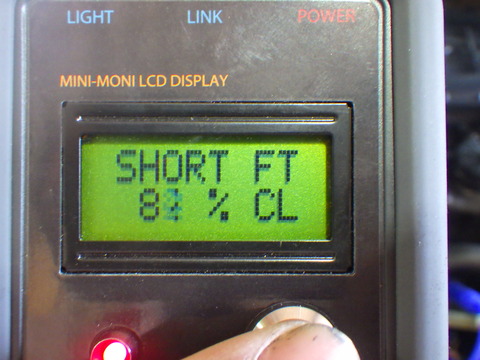 LIGHT LINK POWER
MINI-MONI LCD DISPLAY
SHORT FT
% CL